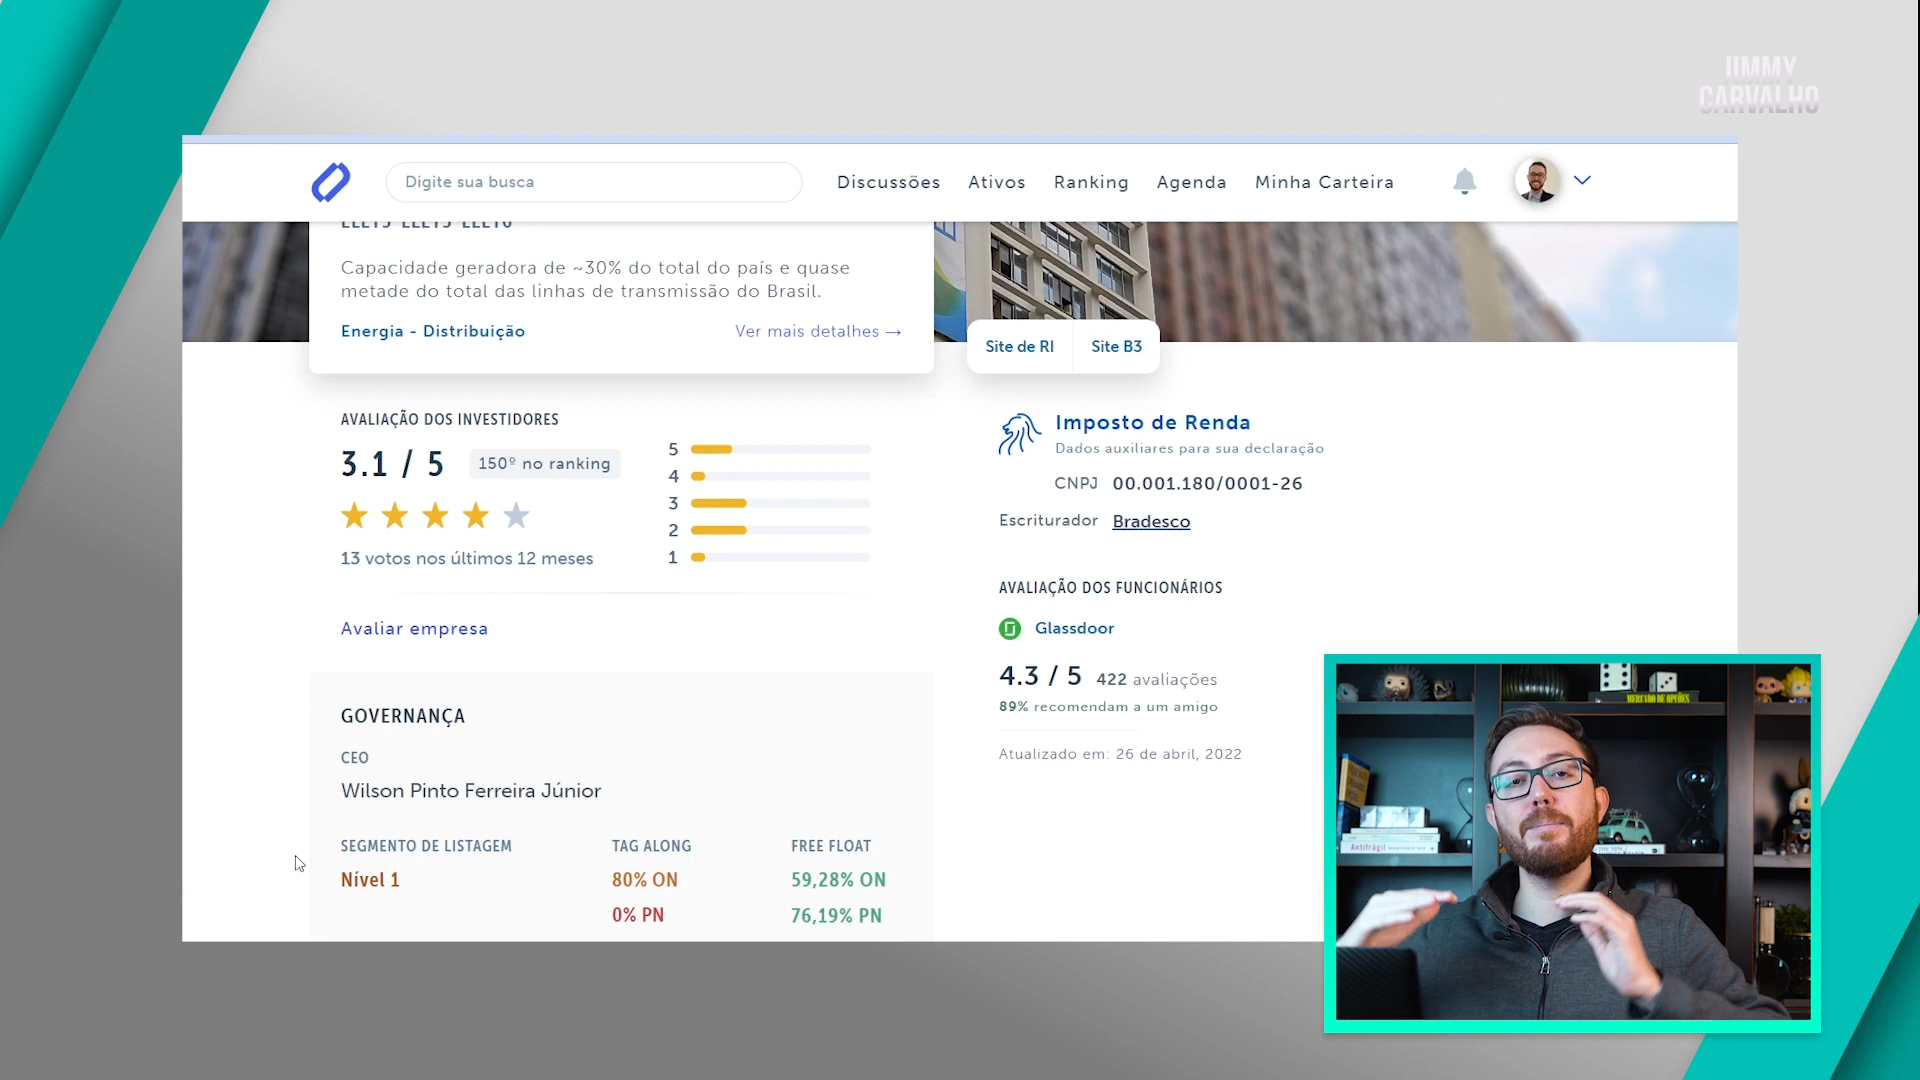 JIMMY
CARVALHO
Digite sua busca
Discussões
Ativos
Ranking
Agenda
Minha Carteira
Capacidade geradora de ~30% do total do país e quase
metade do total das linhas de transmissão do Brasil.
Energia - Distribuição
Ver mais detalhes →
Site de RI
Site B3
AVALIAÇÃO DOS INVESTIDORES
3.1 / 5
150º no ranking
13 votos nos últimos 12 meses
5
4
3
2
1
Avaliar empresa
Imposto de Renda
Dados auxiliares para sua declaração
CNPJ 00.001.180/0001-26
Escriturador Bradesco
AVALIAÇÃO DOS FUNCIONÁRIOS
Glassdoor
4.3 / 5 422 avaliações
89% recomendam a um amigo
Atualizado em: 26 de abril, 2022
GOVERNANÇA
CEO
Wilson Pinto Ferreira Júnior
SEGMENTO DE LISTAGEM
Nível 1
TAG ALONG
80% ON
0% PN
FREE FLOAT
59,28% ON
76,19% PN
MERCADO DE OPÇÕES
Antifrágil